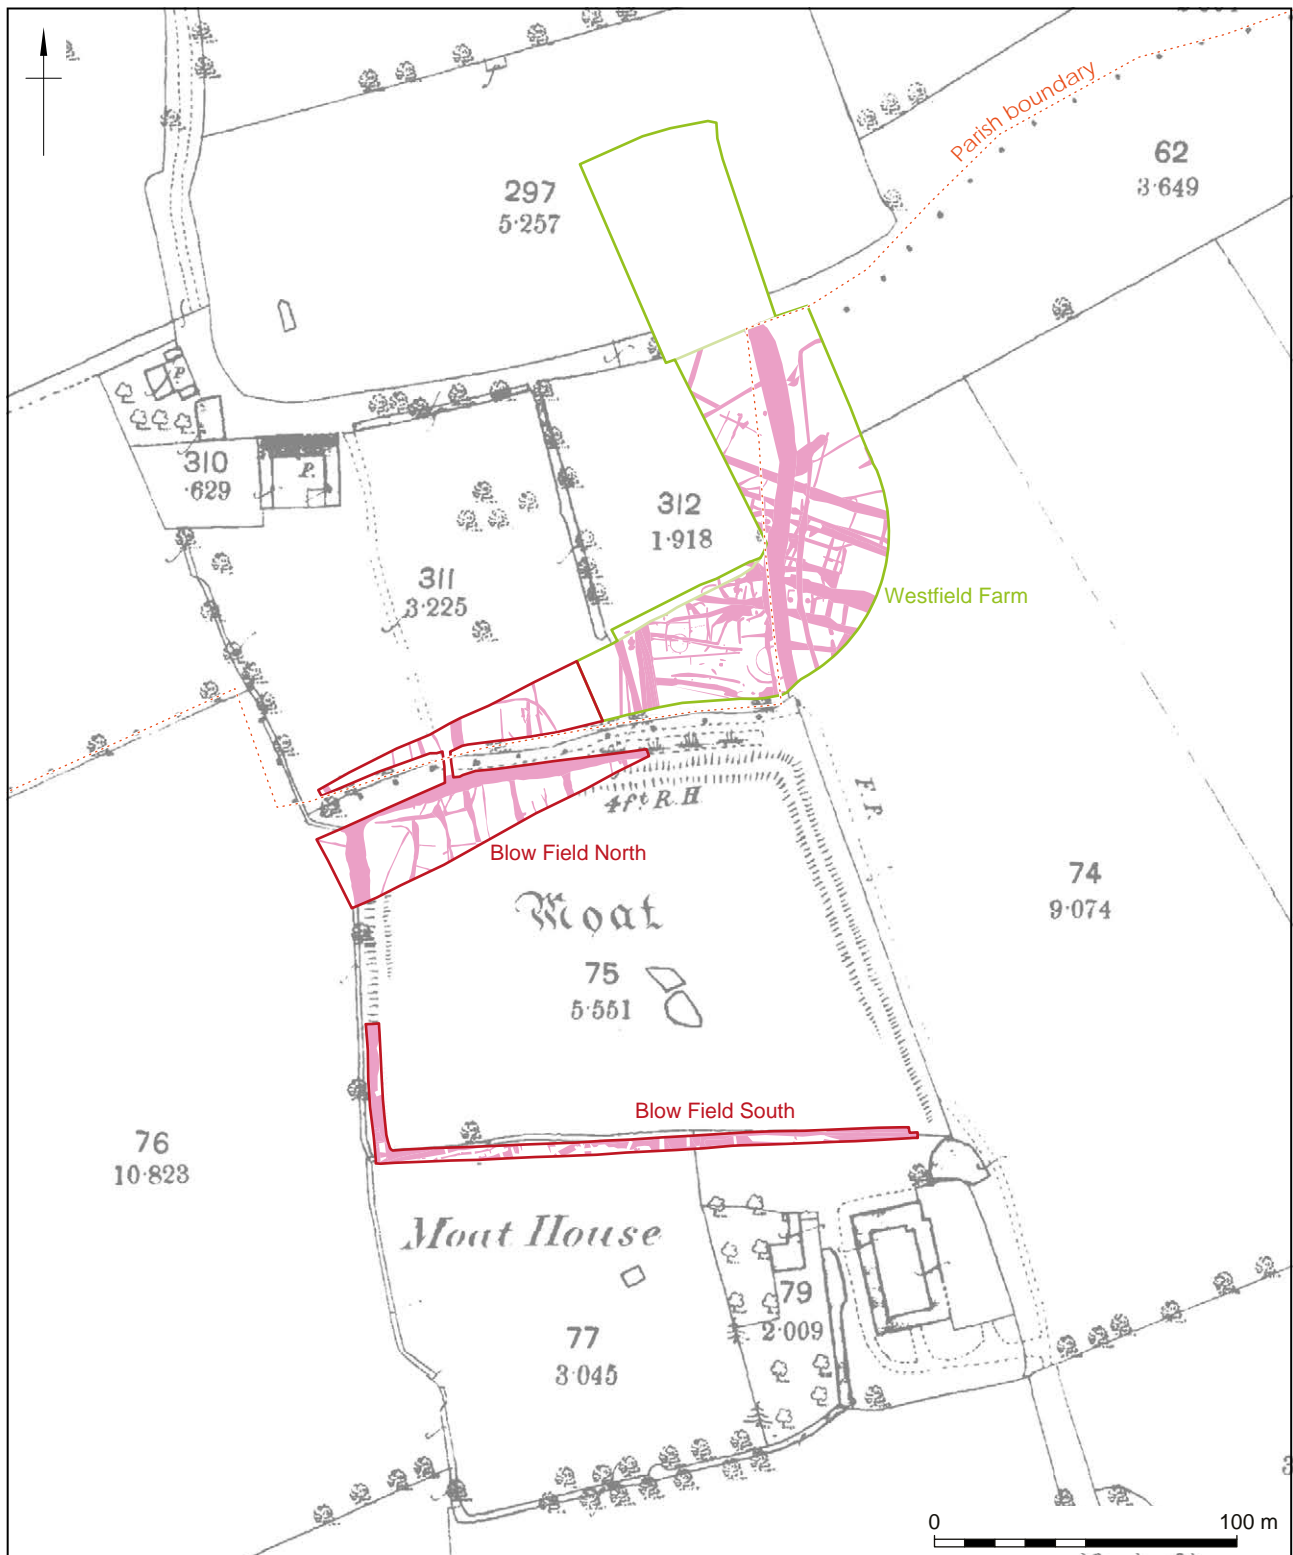 Parish boundary
62
3·649
297
5·257
P.
310
·629
P.
312
1·918
311
3·225
Westfield Farm
4ft R.H.
F.P.
Blow Field North
74
9·074
Moat
75
5·551
Blow Field South
76
10·823
Moat House
79
2·009
77
3·045
0 100 m